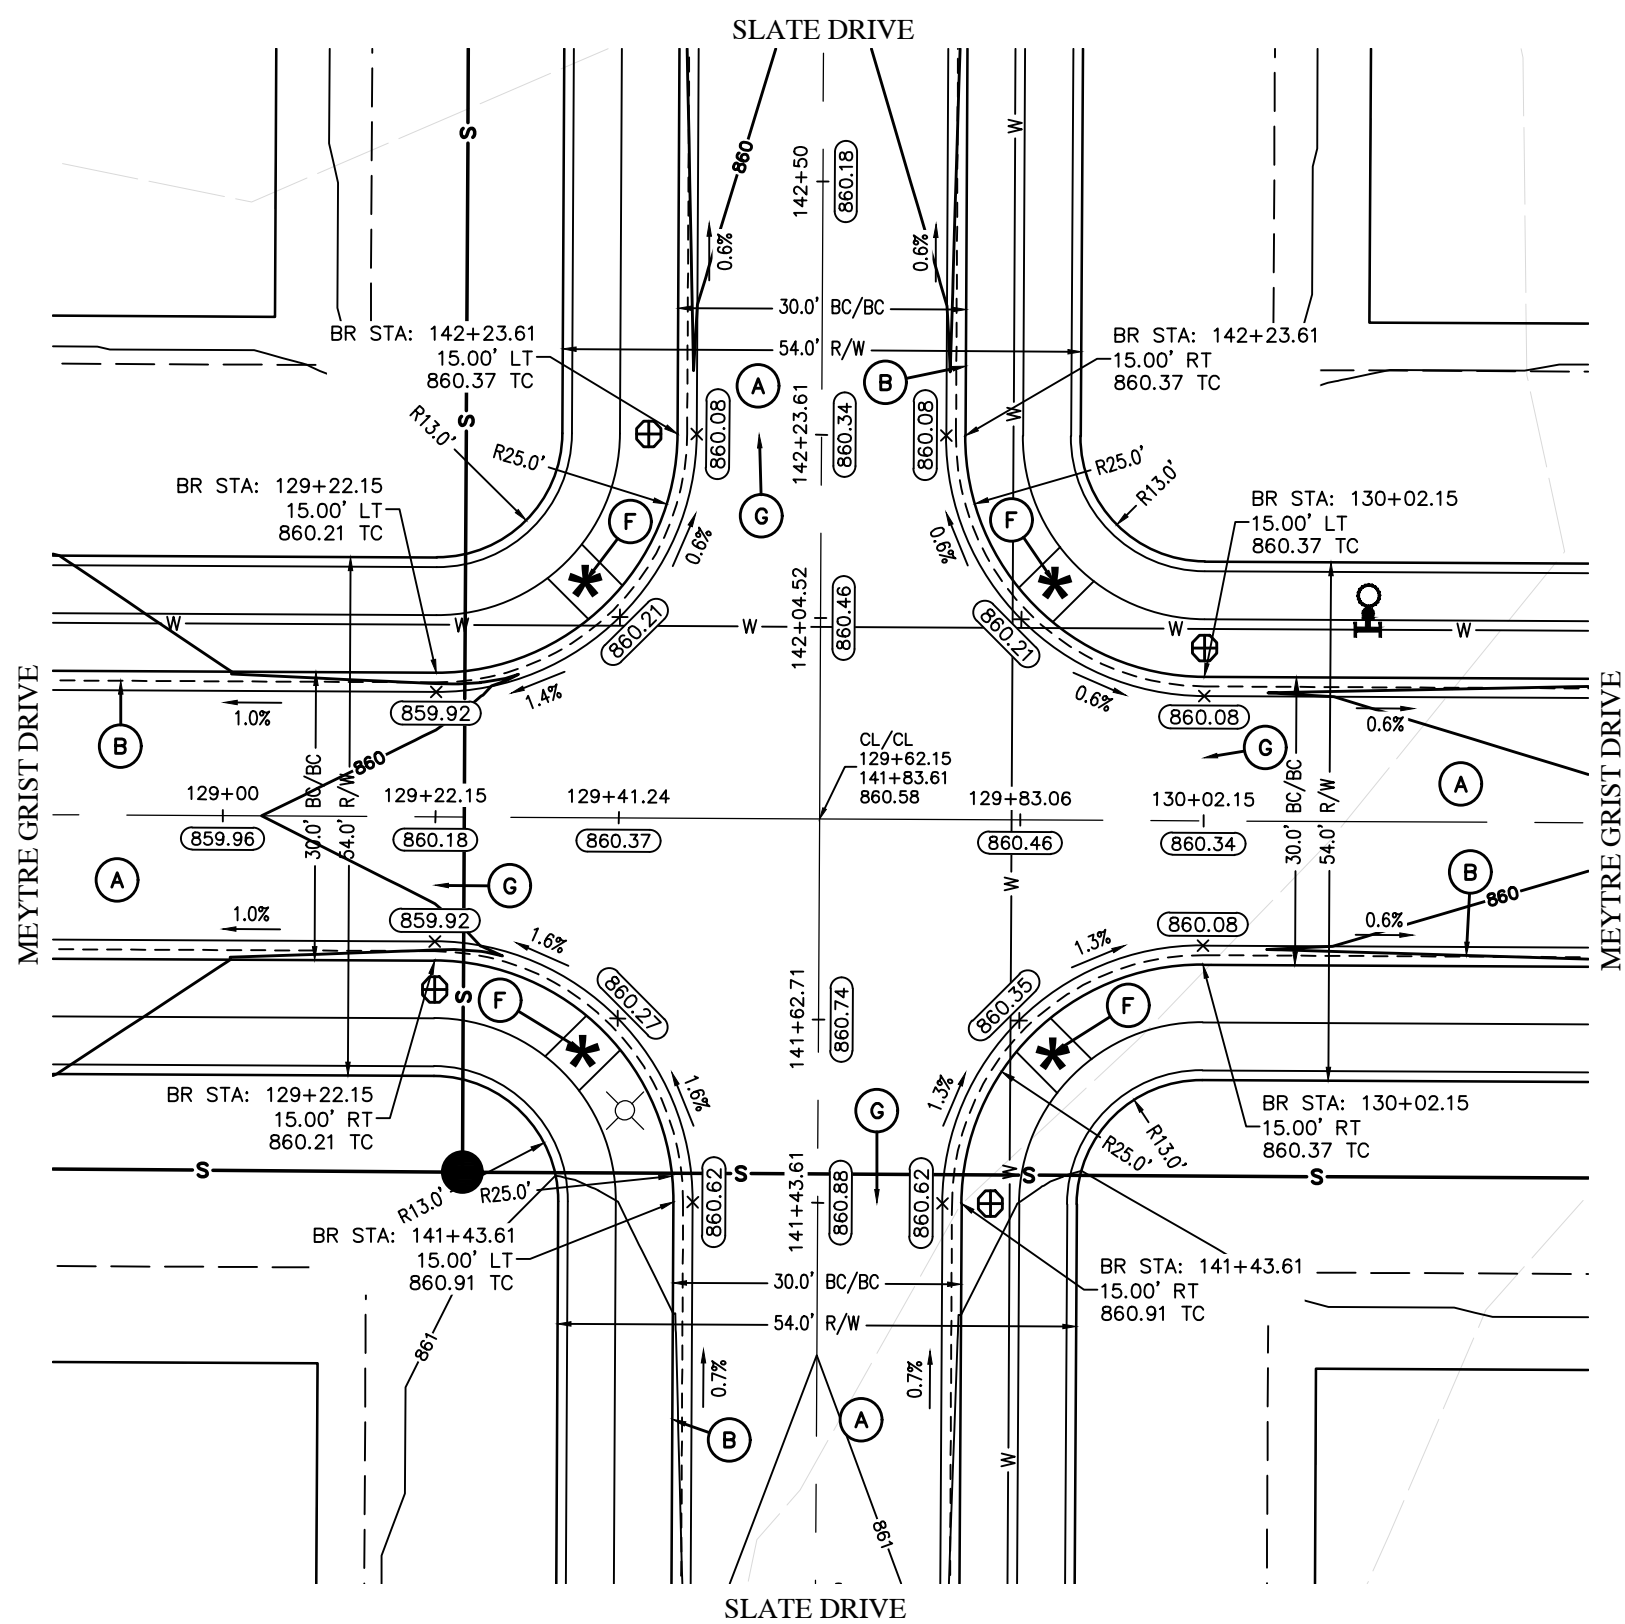 SLATE DRIVE
S
W
860
142+50
860.18
0.6%
0.6%
30.0' BC/BC
BR STA: 142+23.61
15.00' LT
860.37 TC
BR STA: 142+23.61
15.00' RT
860.37 TC
54.0' R/W
A
B
S
R13.0'
860.08
142+23.61
860.34
860.08
W
R25.0'
R25.0'
R13.0'
BR STA: 129+22.15
15.00' LT
860.21 TC
BR STA: 130+02.15
15.00' LT
860.37 TC
F
G
F
0.6%
0.6%
*
*
142+04.52
860.46
860.21
860.21
W
W
W
W
W
1.4%
0.6%
1.0%
859.92
860.08
0.6%
B
G
CL/CL
129+62.15
141+83.61
860.58
860
30.0' BC/BC
54.0' R/W
30.0' BC/BC
54.0' R/W
A
MEYTRE GRIST DRIVE
MEYTRE GRIST DRIVE
129+00
859.96
129+22.15
860.18
129+41.24
860.37
129+83.06
860.46
130+02.15
860.34
A
G
W
B
860
1.0%
859.92
860.08
0.6%
1.6%
1.3%
S
F
860.27
141+62.71
860.74
860.35
F
*
*
1.6%
1.3%
G
BR STA: 129+22.15
15.00' RT
860.21 TC
BR STA: 130+02.15
15.00' RT
860.37 TC
R25.0'
R13.0'
S
S
W
S
S
R13.0'
R25.0'
860.62
141+43.61
860.88
860.62
BR STA: 141+43.61
15.00' LT
860.91 TC
BR STA: 141+43.61
15.00' RT
860.91 TC
30.0' BC/BC
54.0' R/W
861
0.7%
0.7%
A
B
W
861
SLATE DRIVE